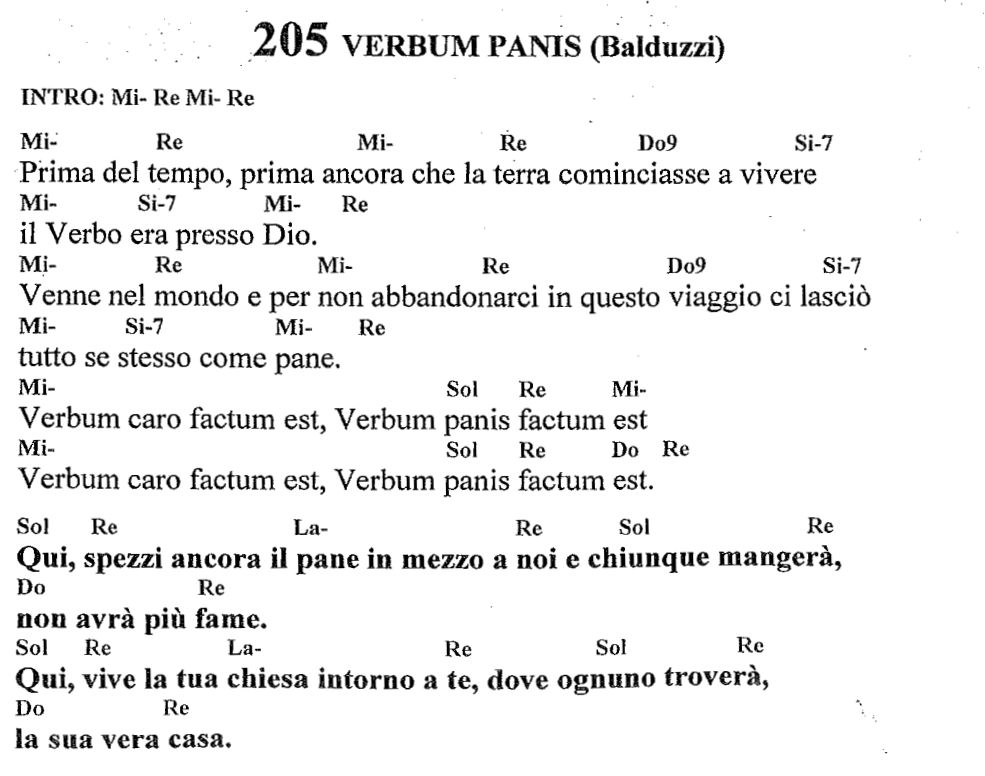 205 VERBUM PANIS (Balduzzi)
INTRO: Mi- Re Mi- Re
Mi- Re Mi- Re Do9 Si-7
Prima del tempo, prima ancora che la terra cominciasse a vivere
Mi- Si-7 Mi- Re
il Verbo era presso Dio.
Mi- Re Mi- Re Do9 Si-7
Venne nel mondo e per non abbandonarci in questo viaggio ci lasciò
Mi- Si-7 Mi- Re
tutto se stesso come pane.
Mi- Sol Re Mi-
Verbum caro factum est, Verbum panis factum est
Mi- Sol Re Do Re
Verbum caro factum est, Verbum panis factum est.
Sol Re La- Re Sol Re
Qui, spezzi ancora il pane in mezzo a noi e chiunque mangerà,
Do Re
non avrà più fame.
Sol Re La- Re Sol Re
Qui, vive la tua chiesa intorno a te, dove ognuno troverà,
Do Re
la sua vera casa.